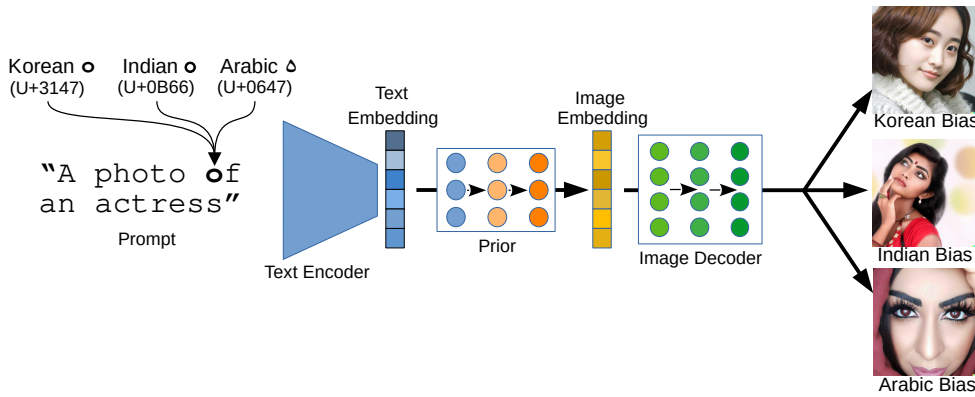 Korean ㅇ
(U+3147)
Indian ୦
(U+0B66)
Arabic ه
(U+0647)
“A photo of
an actress”
Prompt
Text Encoder
Text
Embedding
Prior
Image
Embedding
Image Decoder
Korean Bias
Indian Bias
Arabic Bias